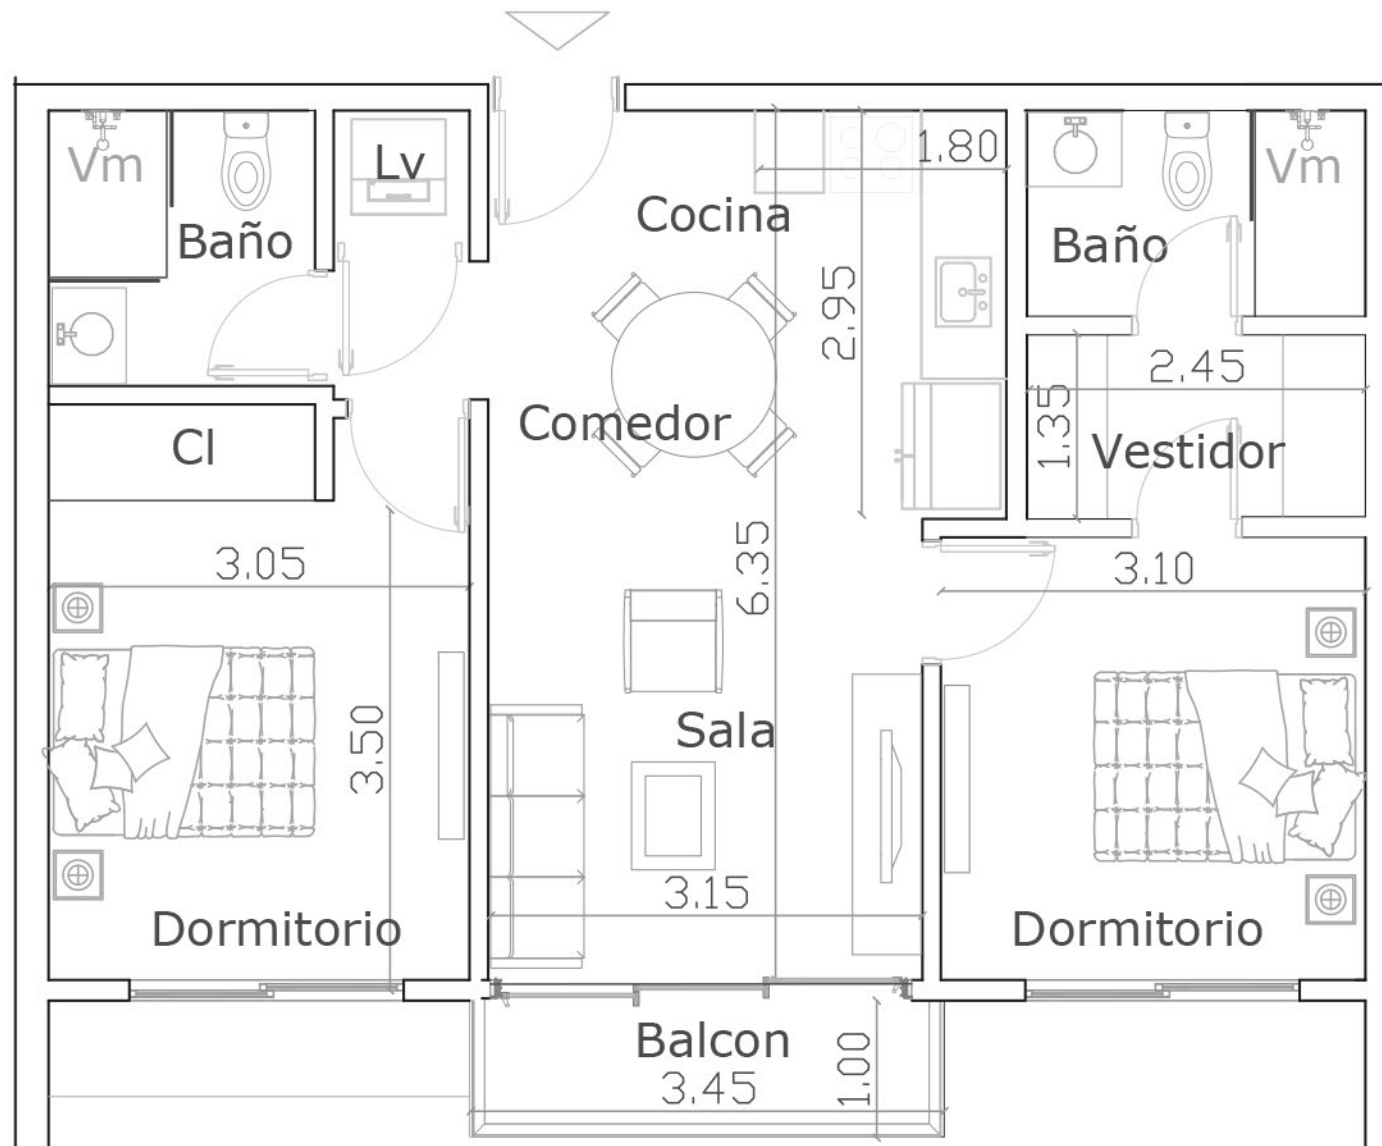 Vm
Lv
1.80
Vm
Baño
Cocina
Baño
2.95
2.45
Cl
Comedor
1.35
Vestidor
3.05
6.35
3.10
3.50
Sala
3.15
Dormitorio
Dormitorio
Balcon
3.45
1.00